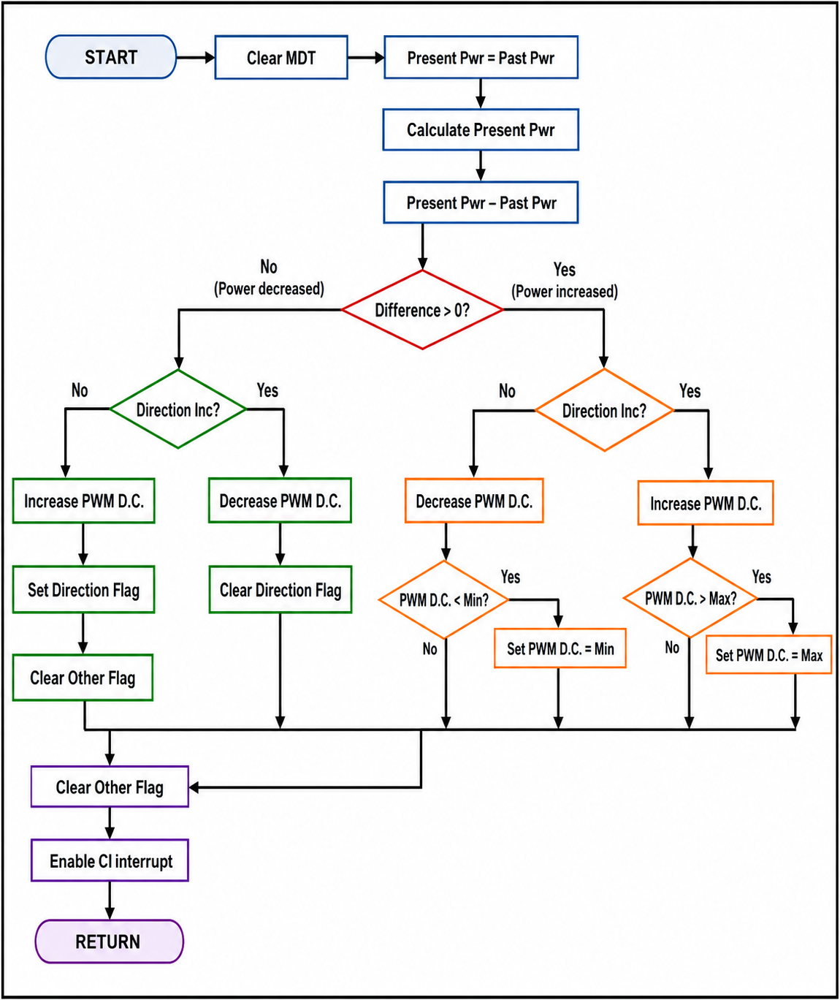 START
Clear MDT
Present Pwr = Past Pwr
Calculate Present Pwr
Present Pwr – Past Pwr
No
(Power decreased)
Yes
(Power increased)
Difference > 0?
No
Direction Inc?
Yes
No
Direction Inc?
Yes
Increase PWM D.C.
Decrease PWM D.C.
Decrease PWM D.C.
Increase PWM D.C.
Set Direction Flag
Clear Direction Flag
PWM D.C. < Min?
Yes
No
Set PWM D.C. = Min
PWM D.C. > Max?
Yes
No
Set PWM D.C. = Max
Clear Other Flag
Clear Other Flag
Enable CI interrupt
RETURN